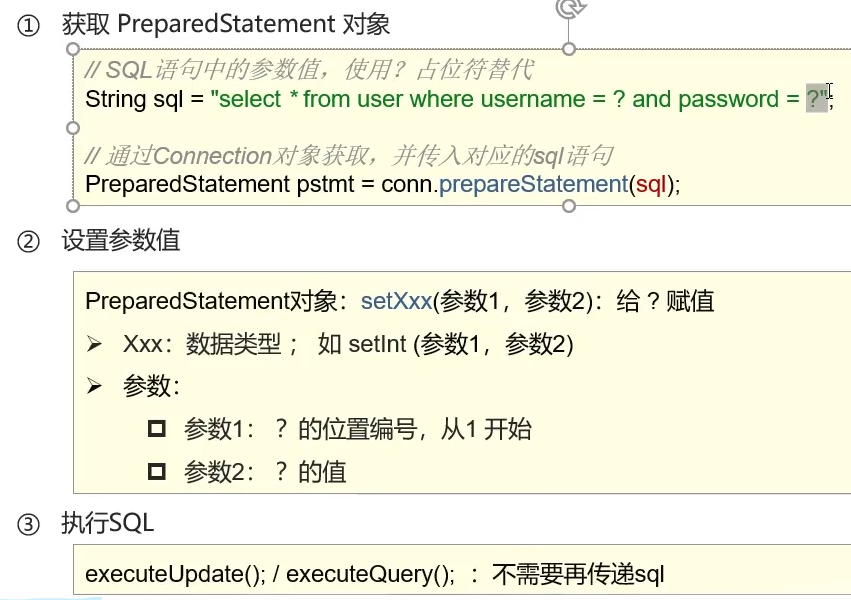 ① 获取 PreparedStatement 对象
// SQL语句中的参数值，使用？占位符替代
String sql = "select * from user where username = ? and password = ?";
// 通过Connection对象获取，并传入对应的sql语句
PreparedStatement pstmt = conn.prepareStatement(sql);
② 设置参数值
PreparedStatement对象：setXxx(参数1，参数2)：给 ? 赋值
➢ Xxx：数据类型 ； 如 setInt (参数1，参数2)
➢ 参数：
参数1： ？的位置编号，从1 开始
参数2： ？的值
③ 执行SQL
executeUpdate(); / executeQuery(); ：不需要再传递sql